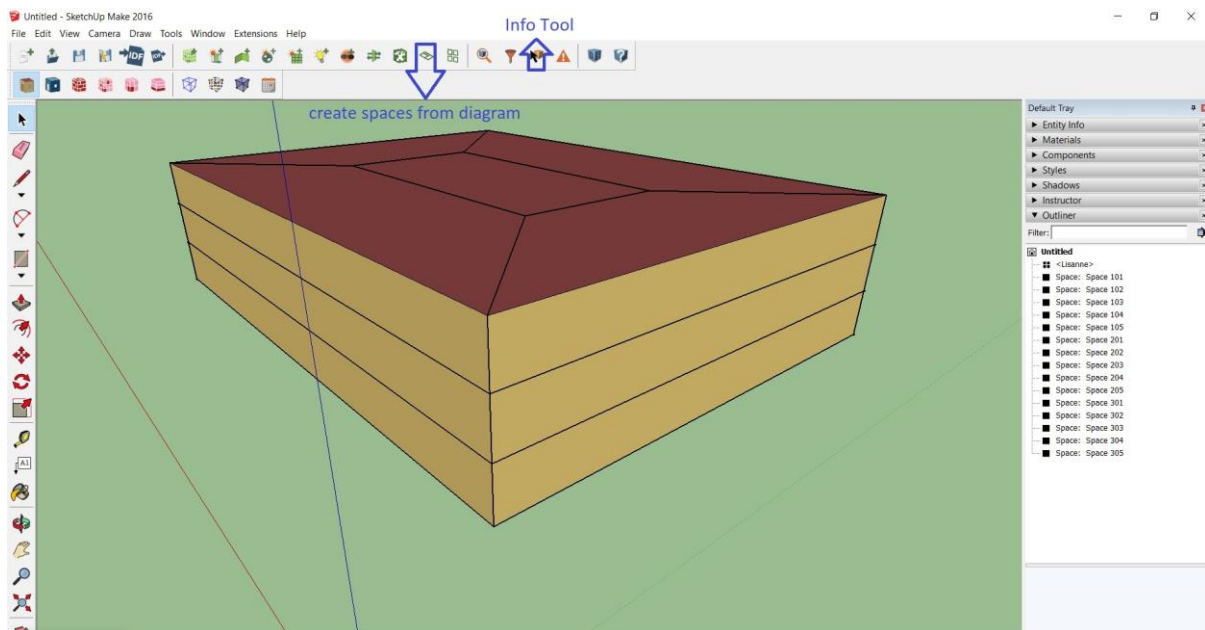 Untitled - SketchUp Make 2016
File Edit View Camera Draw Tools Window Extensions Help
Info Tool
IDF
create spaces from diagram
A1
Default Tray
Entity Info
Materials
Components
Styles
Shadows
Instructor
Outliner
Filter:
Untitled
<Lisanne>
Space: Space 101
Space: Space 102
Space: Space 103
Space: Space 104
Space: Space 105
Space: Space 201
Space: Space 202
Space: Space 203
Space: Space 204
Space: Space 205
Space: Space 301
Space: Space 302
Space: Space 303
Space: Space 304
Space: Space 305